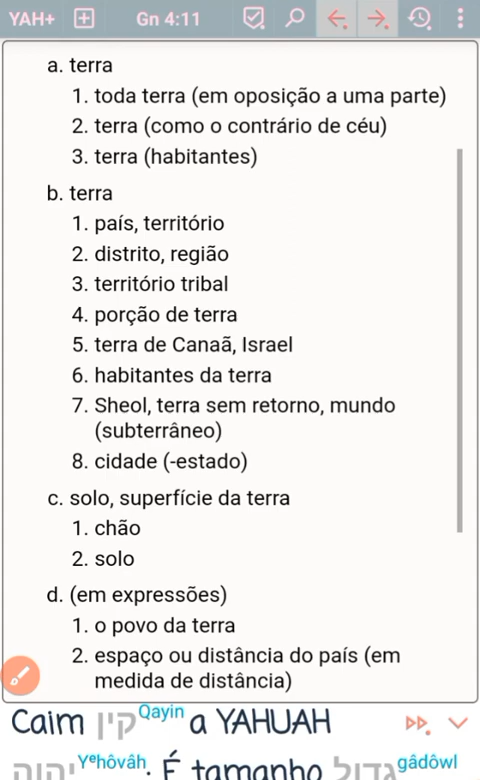 YAH+ Gn 4:11
a. terra
1. toda terra (em oposição a uma parte)
2. terra (como o contrário de céu)
3. terra (habitantes)
b. terra
1. país, território
2. distrito, região
3. território tribal
4. porção de terra
5. terra de Canaã, Israel
6. habitantes da terra
7. Sheol, terra sem retorno, mundo
(subterrâneo)
8. cidade (-estado)
c. solo, superfície da terra
1. chão
2. solo
d. (em expressões)
1. o povo da terra
2. espaço ou distância do país (em
medida de distância)
Caim קין Qayin a YAHUAH
יהוה Yᵉhôvâh. É tamanho גדול gâdôwl